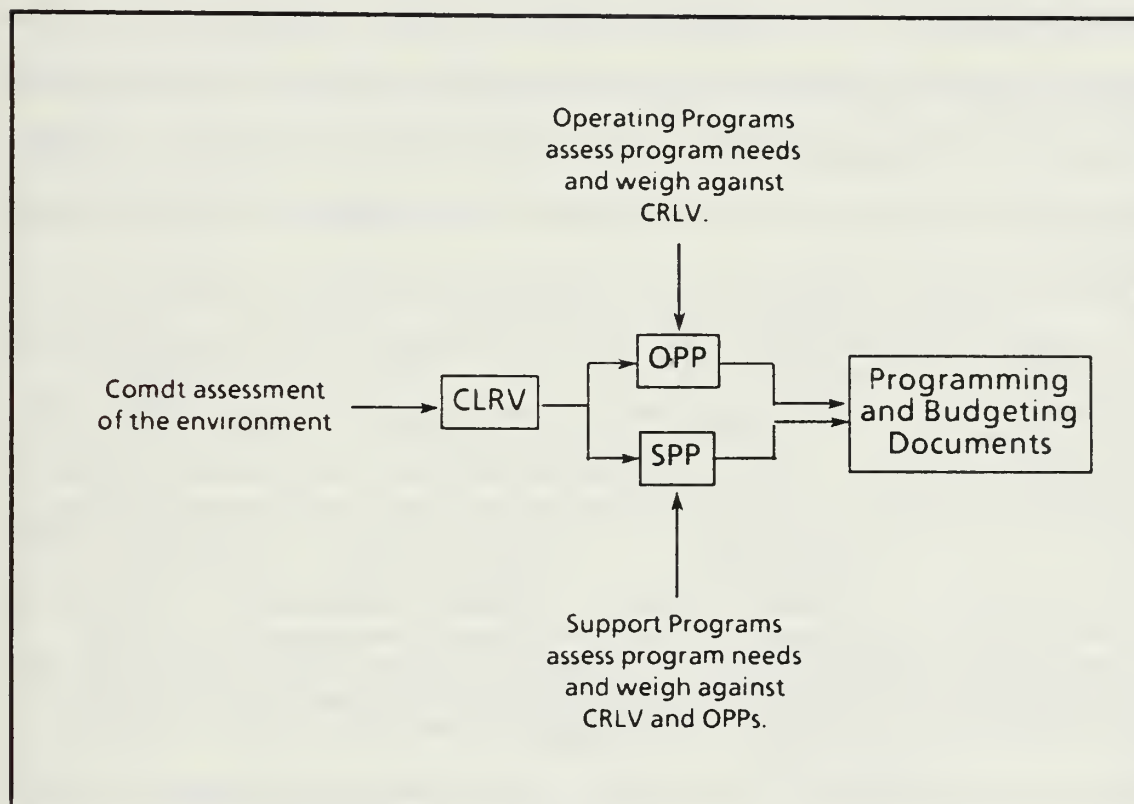 Operating Programs
assess program needs
and weigh against
CRLV.
OPP
Comdt assessment
of the environment
CLRV
Programming
and Budgeting
Documents
SPP
Support Programs
assess program needs
and weigh against
CRLV and OPPs.